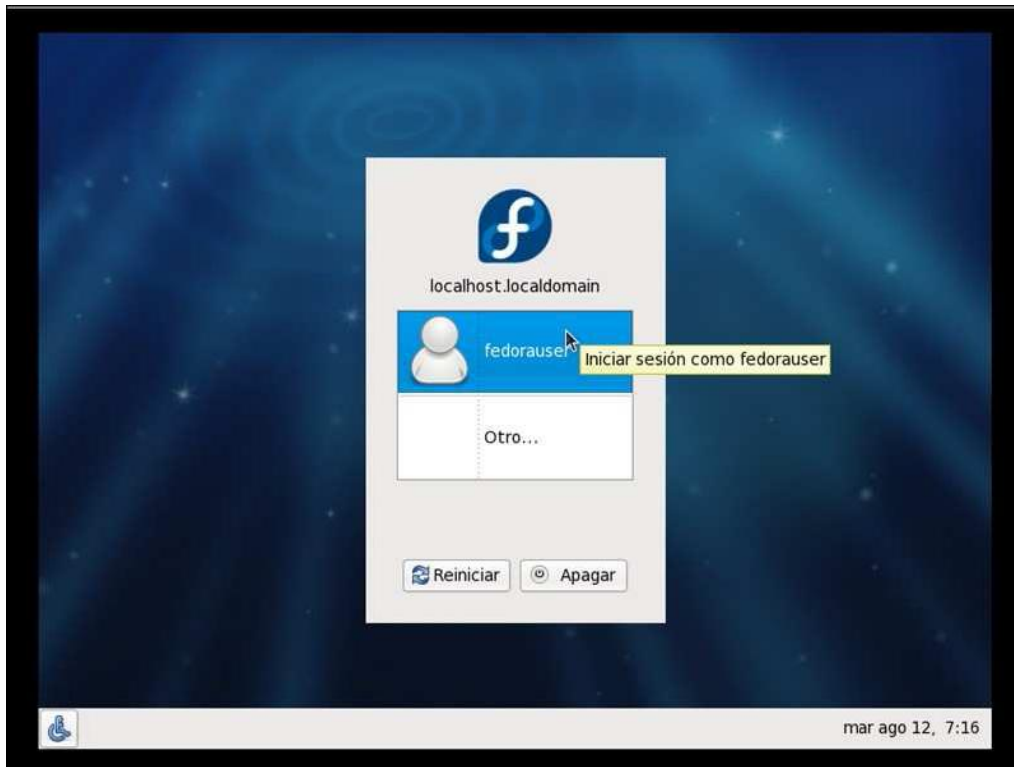 localhost.localdomain
fedorauser
Iniciar sesión como fedorauser
Otro...
Reiniciar
Apagar
mar ago 12, 7:16